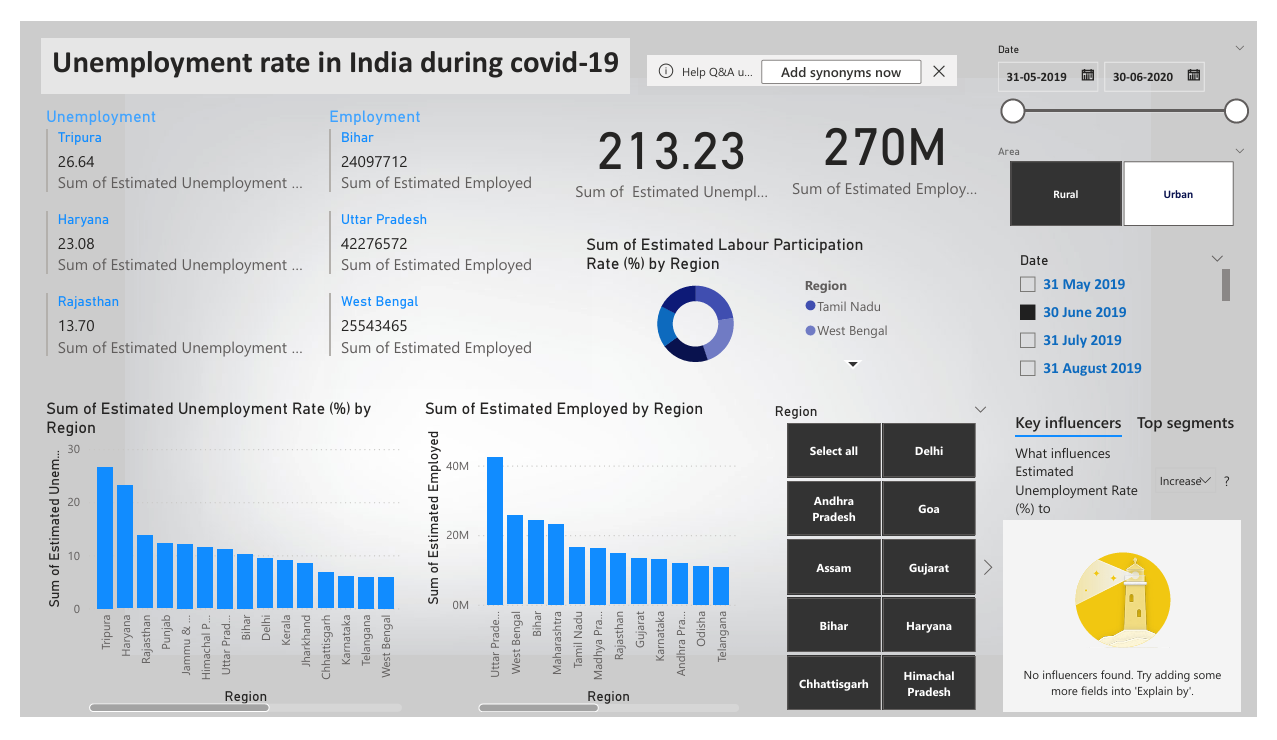 Unemployment rate in India during covid-19
Help Q&A u...
Add synonyms now
Date
31-05-2019
30-06-2020
Unemployment
Tripura
26.64
Sum of Estimated Unemployment ...
Haryana
23.08
Sum of Estimated Unemployment ...
Rajasthan
13.70
Sum of Estimated Unemployment ...
Employment
Bihar
24097712
Sum of Estimated Employed
Uttar Pradesh
42276572
Sum of Estimated Employed
West Bengal
25543465
Sum of Estimated Employed
213.23
Sum of Estimated Unempl...
270M
Sum of Estimated Employ...
Area
Rural
Urban
Sum of Estimated Labour Participation
Rate (%) by Region
Region
Tamil Nadu
West Bengal
Date
31 May 2019
30 June 2019
31 July 2019
31 August 2019
Sum of Estimated Unemployment Rate (%) by
Region
Sum of Estimated Unem...
30
20
10
0
Tripura
Haryana
Rajasthan
Punjab
Jammu & ...
Himachal P...
Uttar Prad...
Bihar
Delhi
Kerala
Jharkhand
Chhattisgarh
Karnataka
Telangana
West Bengal
Region
Sum of Estimated Employed by Region
Sum of Estimated Employed
40M
20M
0M
Uttar Prade...
West Bengal
Bihar
Maharashtra
Tamil Nadu
Madhya Pra...
Rajasthan
Gujarat
Karnataka
Andhra Pra...
Odisha
Telangana
Region
Region
Select all
Delhi
Andhra
Pradesh
Goa
Assam
Gujarat
Bihar
Haryana
Chhattisgarh
Himachal
Pradesh
Key influencers
Top segments
What influences
Estimated
Unemployment Rate
(%) to
Increase
?
No influencers found. Try adding some
more fields into 'Explain by'.